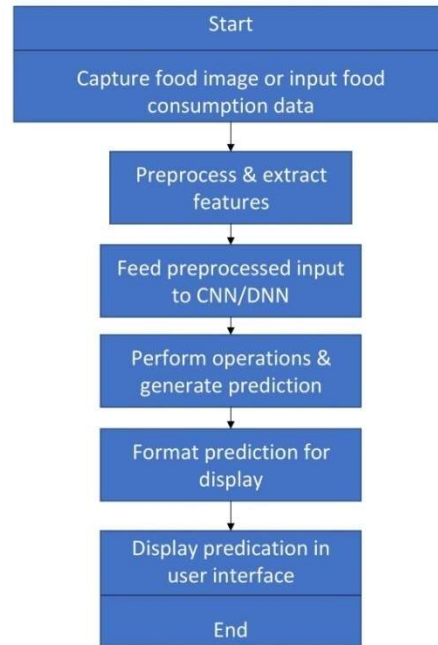 Start
Capture food image or input food
consumption data
Preprocess & extract
features
Feed preprocessed input
to CNN/DNN
Perform operations &
generate prediction
Format prediction for
display
Display predication in
user interface
End